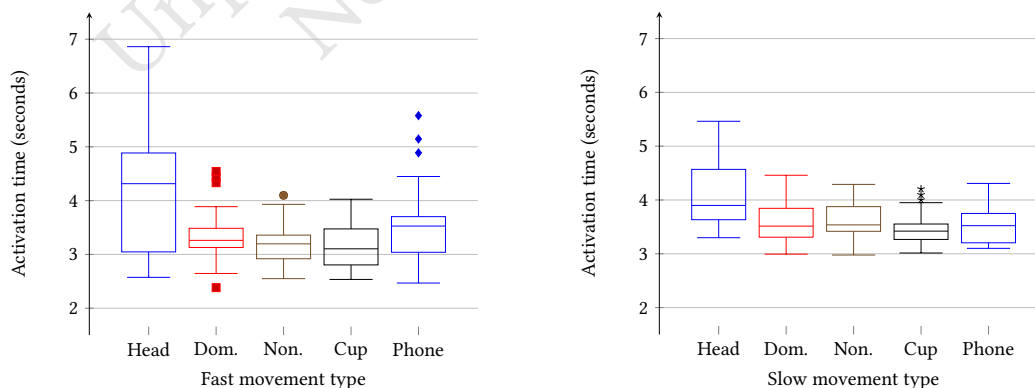 7
6
5
4
3
2
Activation time (seconds)
Head Dom. Non. Cup Phone
Fast movement type
7
6
5
4
3
2
Activation time (seconds)
Head Dom. Non. Cup Phone
Slow movement type